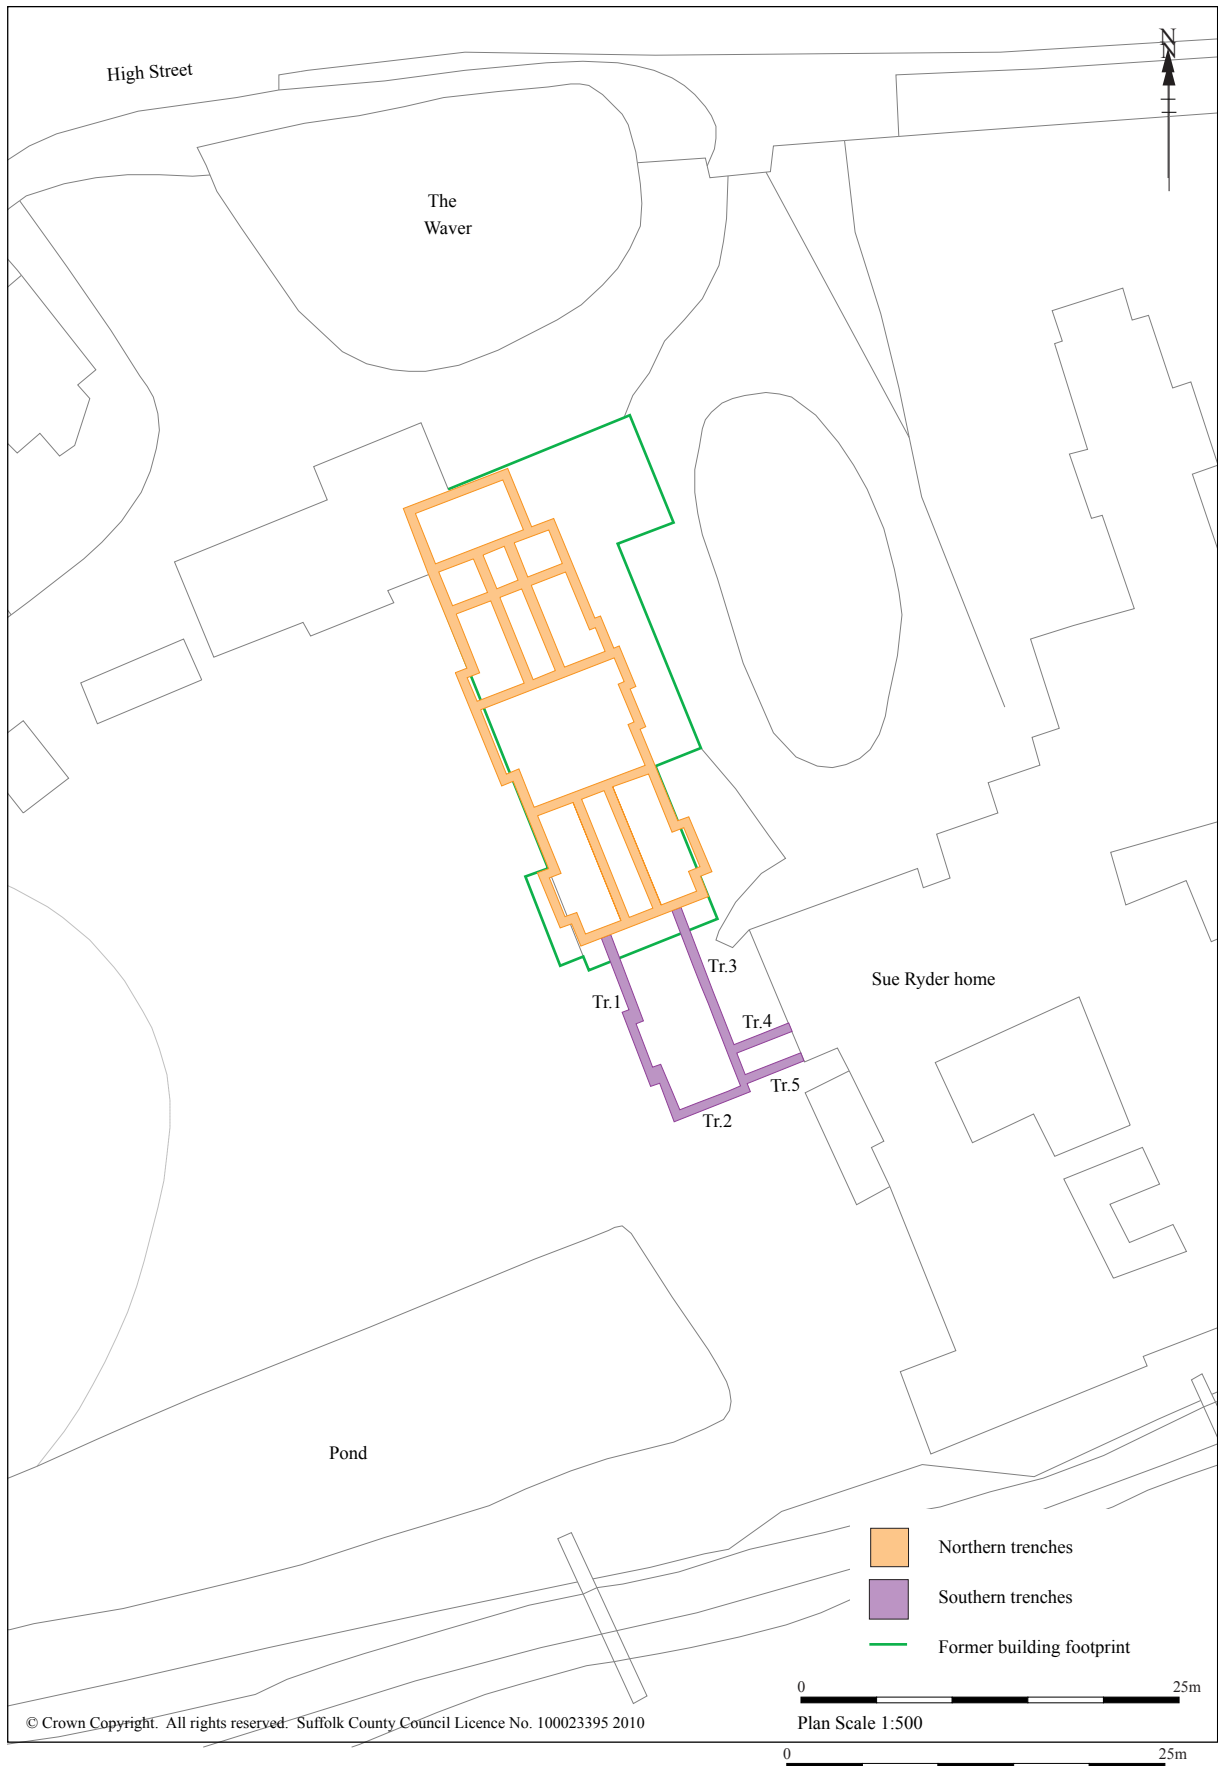 High Street
N
The
Waver
Tr.3
Sue Ryder home
Tr.1
Tr.4
Tr.5
Tr.2
Pond
Northern trenches
Southern trenches
Former building footprint
0 25m
© Crown Copyright. All rights reserved. Suffolk County Council Licence No. 100023395 2010
Plan Scale 1:500
0 25m